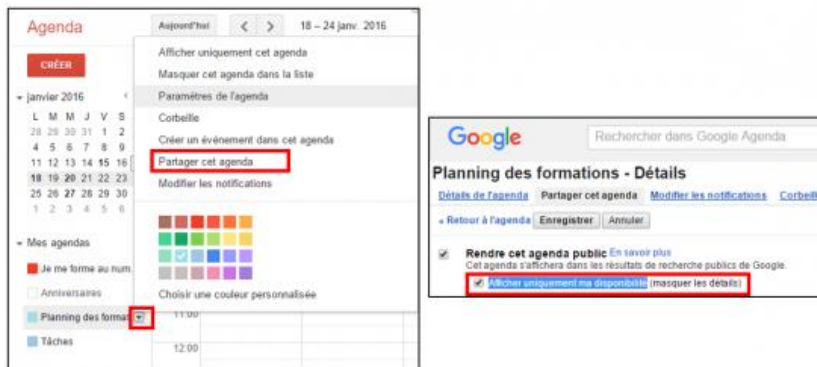 Agenda
Aujourd'hui < > 18 – 24 janv. 2016
CRÉER
janvier 2016
L M M J V S
28 29 30 31 1 2
4 5 6 7 8 9
11 12 13 14 15 16
18 19 20 21 22 23
25 26 27 28 29 30
1 2 3 4 5 6
Mes agendas
Je me forme au num
Anniversaires
Planning des format
Tâches
Afficher uniquement cet agenda
Masquer cet agenda dans la liste
Paramètres de l'agenda
Corbeille
Créer un événement dans cet agenda
Partager cet agenda
Modifier les notifications
Choisir une couleur personnalisée
11:00
12:00
Google Rechercher dans Google Agenda
Planning des formations - Détails
Détails de l'agenda Partager cet agenda Modifier les notifications Corbeill
« Retour à l'agenda Enregistrer Annuler
Rendre cet agenda public En savoir plus
Cet agenda s'affichera dans les résultats de recherche publics de Google.
Afficher uniquement ma disponibilité (masquer les détails)